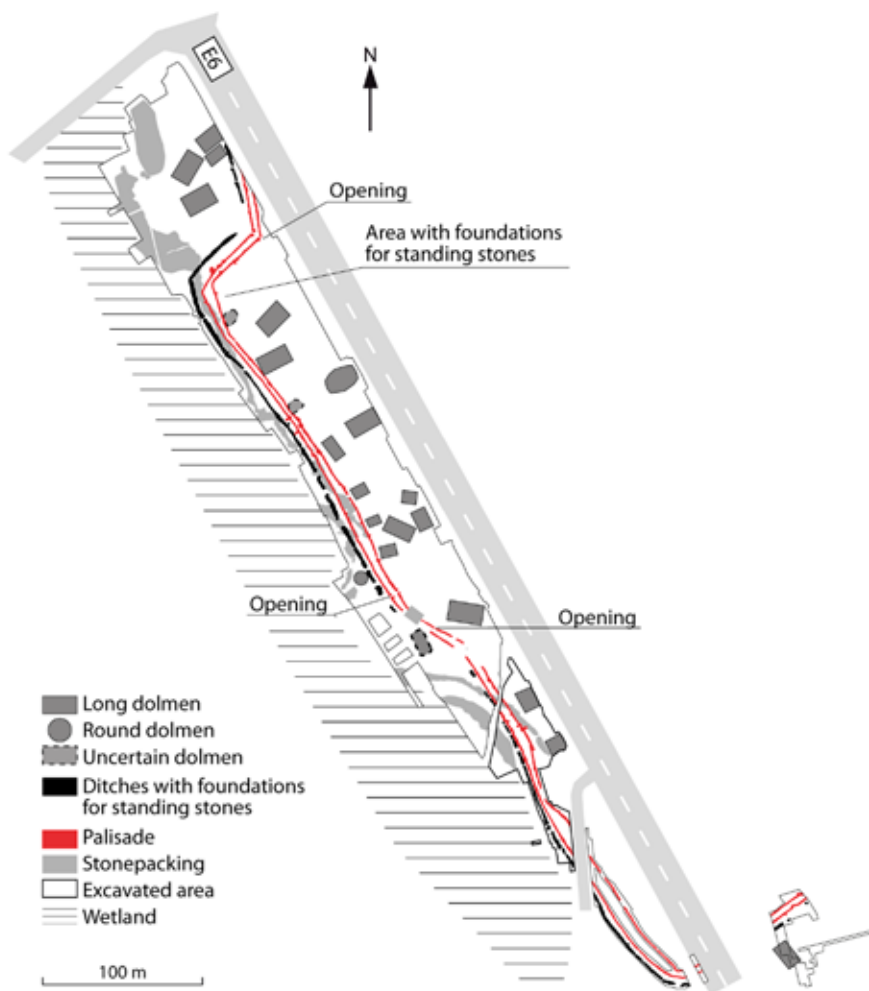 E6
N
Opening
Area with foundations
for standing stones
Opening
Opening
Long dolmen
Round dolmen
Uncertain dolmen
Ditches with foundations
for standing stones
Palisade
Stonepacking
Excavated area
Wetland
100 m